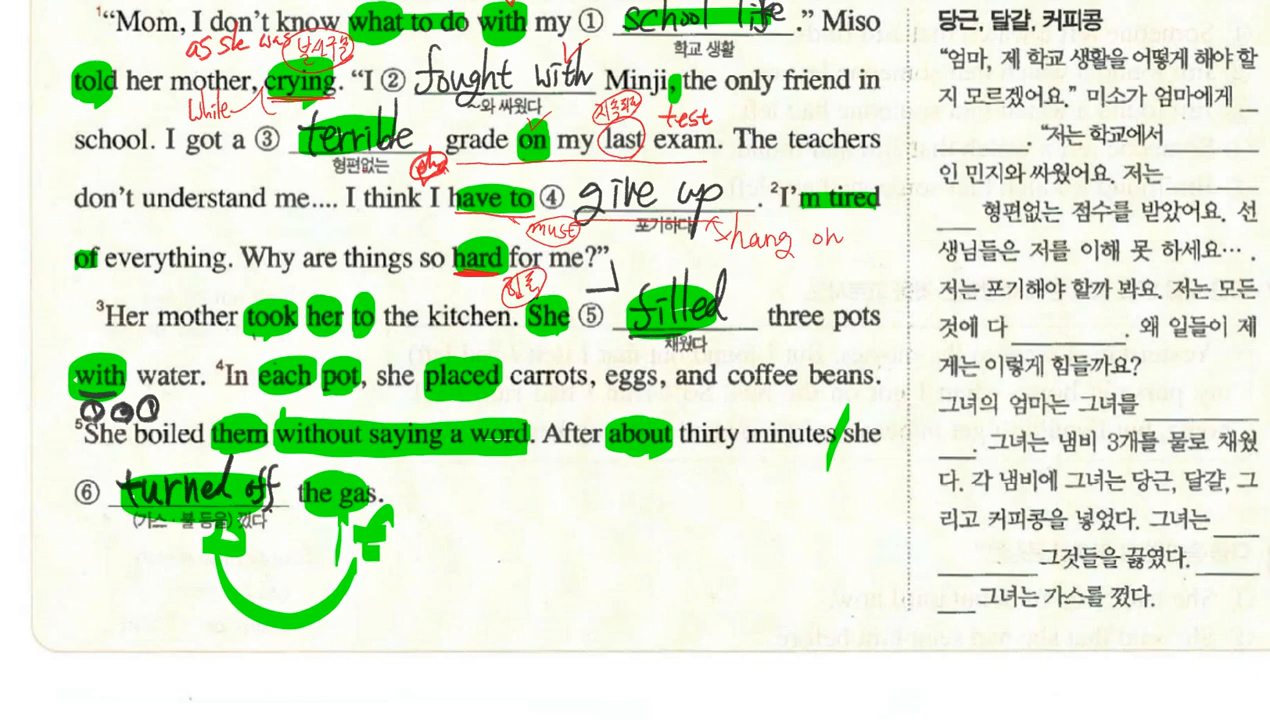 ¹“Mom, I don't know what to do with my ① school life .” Miso
학교 생활
as she was 분사구문
told her mother, crying. “I ② fought with Minji, the only friend in
while
와 싸웠다
school. I got a ③ terrible grade on my last exam. The teachers
형편없는
test
don't understand me.... I think I have to ④ give up . ²I'm tired
must
포기하다
hang on
of everything. Why are things so hard for me?”
힘든
³Her mother took her to the kitchen. She ⑤ filled three pots
채웠다
with water. ⁴In each pot, she placed carrots, eggs, and coffee beans.
⁵She boiled them without saying a word. After about thirty minutes she
⑥ turned off the gas.
(가스·불 등을) 껐다
당근, 달걀, 커피콩
“엄마, 제 학교 생활을 어떻게 해야 할
지 모르겠어요.” 미소가 엄마에게
“저는 학교에서
인 민지와 싸웠어요. 저는
형편없는 점수를 받았어요. 선
생님들은 저를 이해 못 하세요….
저는 포기해야 할까 봐요. 저는 모든
것에 다 . 왜 일들이 제
게는 이렇게 힘들까요?
그녀의 엄마는 그녀를
. 그녀는 냄비 3개를 물로 채웠
다. 각 냄비에 그녀는 당근, 달걀, 그
리고 커피콩을 넣었다. 그녀는
그것들을 끓였다.
그녀는 가스를 껐다.